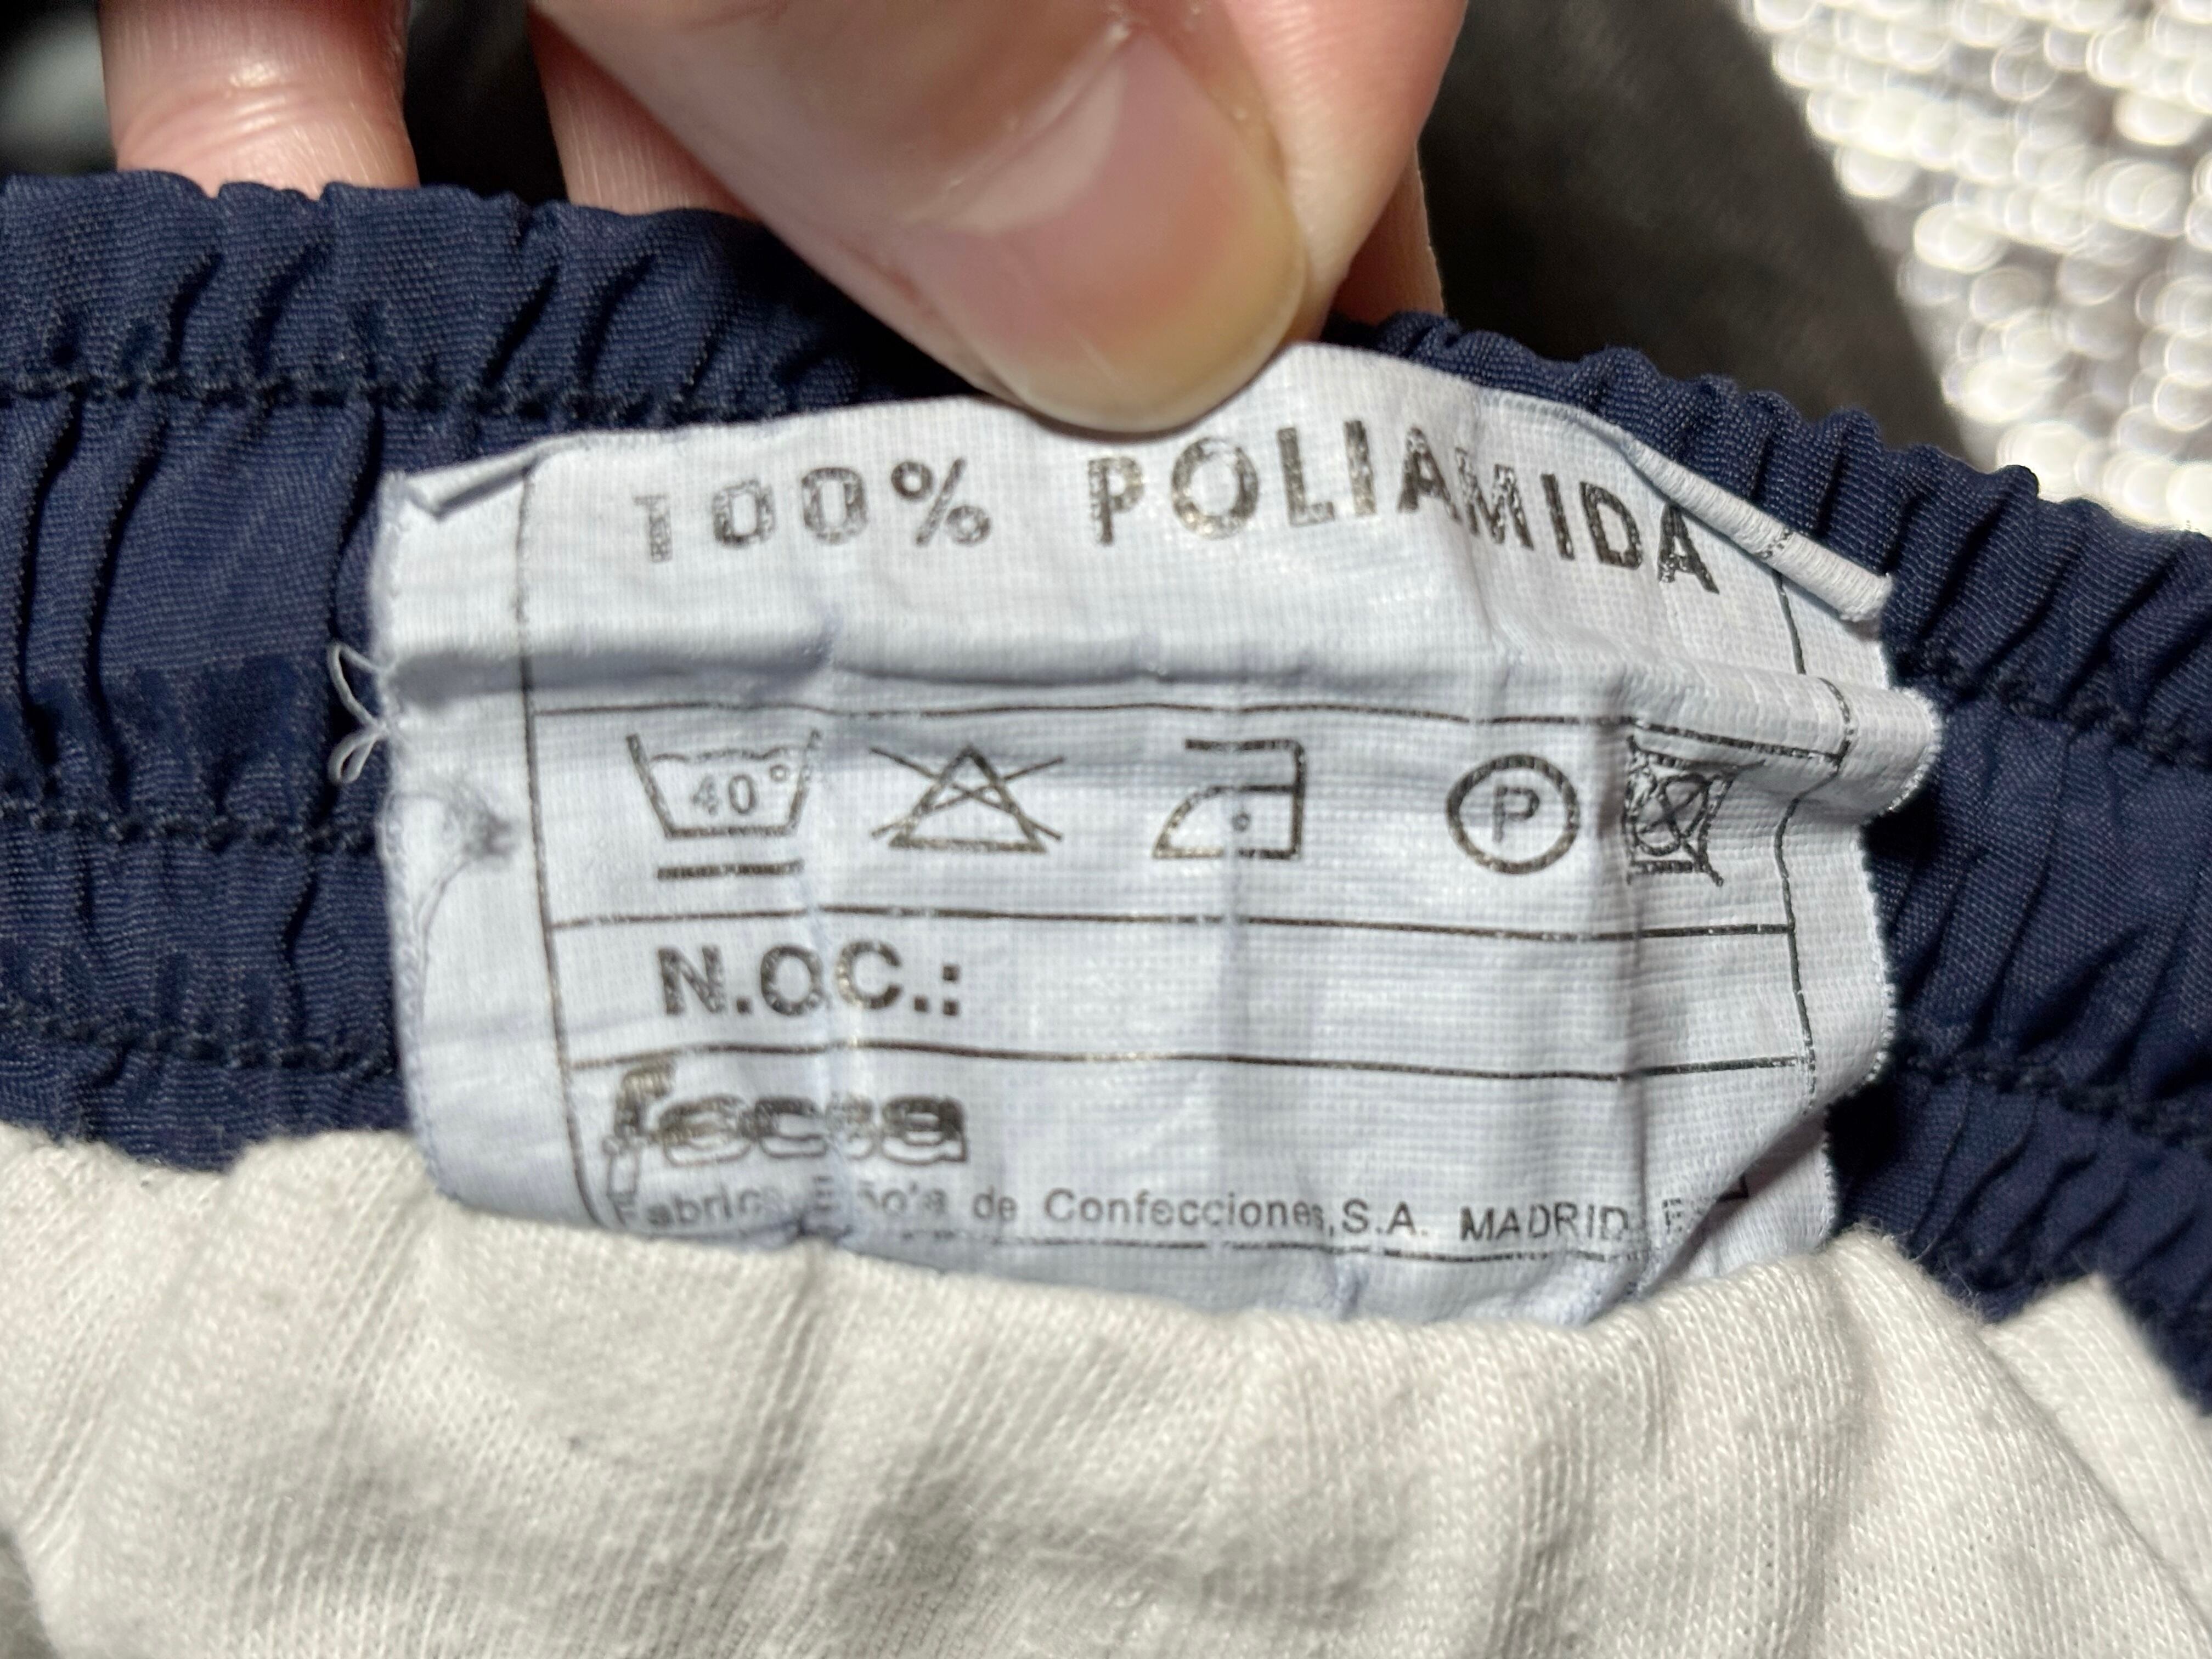 100% POLIAMIDA
40°
P
N.O.C.:
de Confecciones, S.A. MADRID